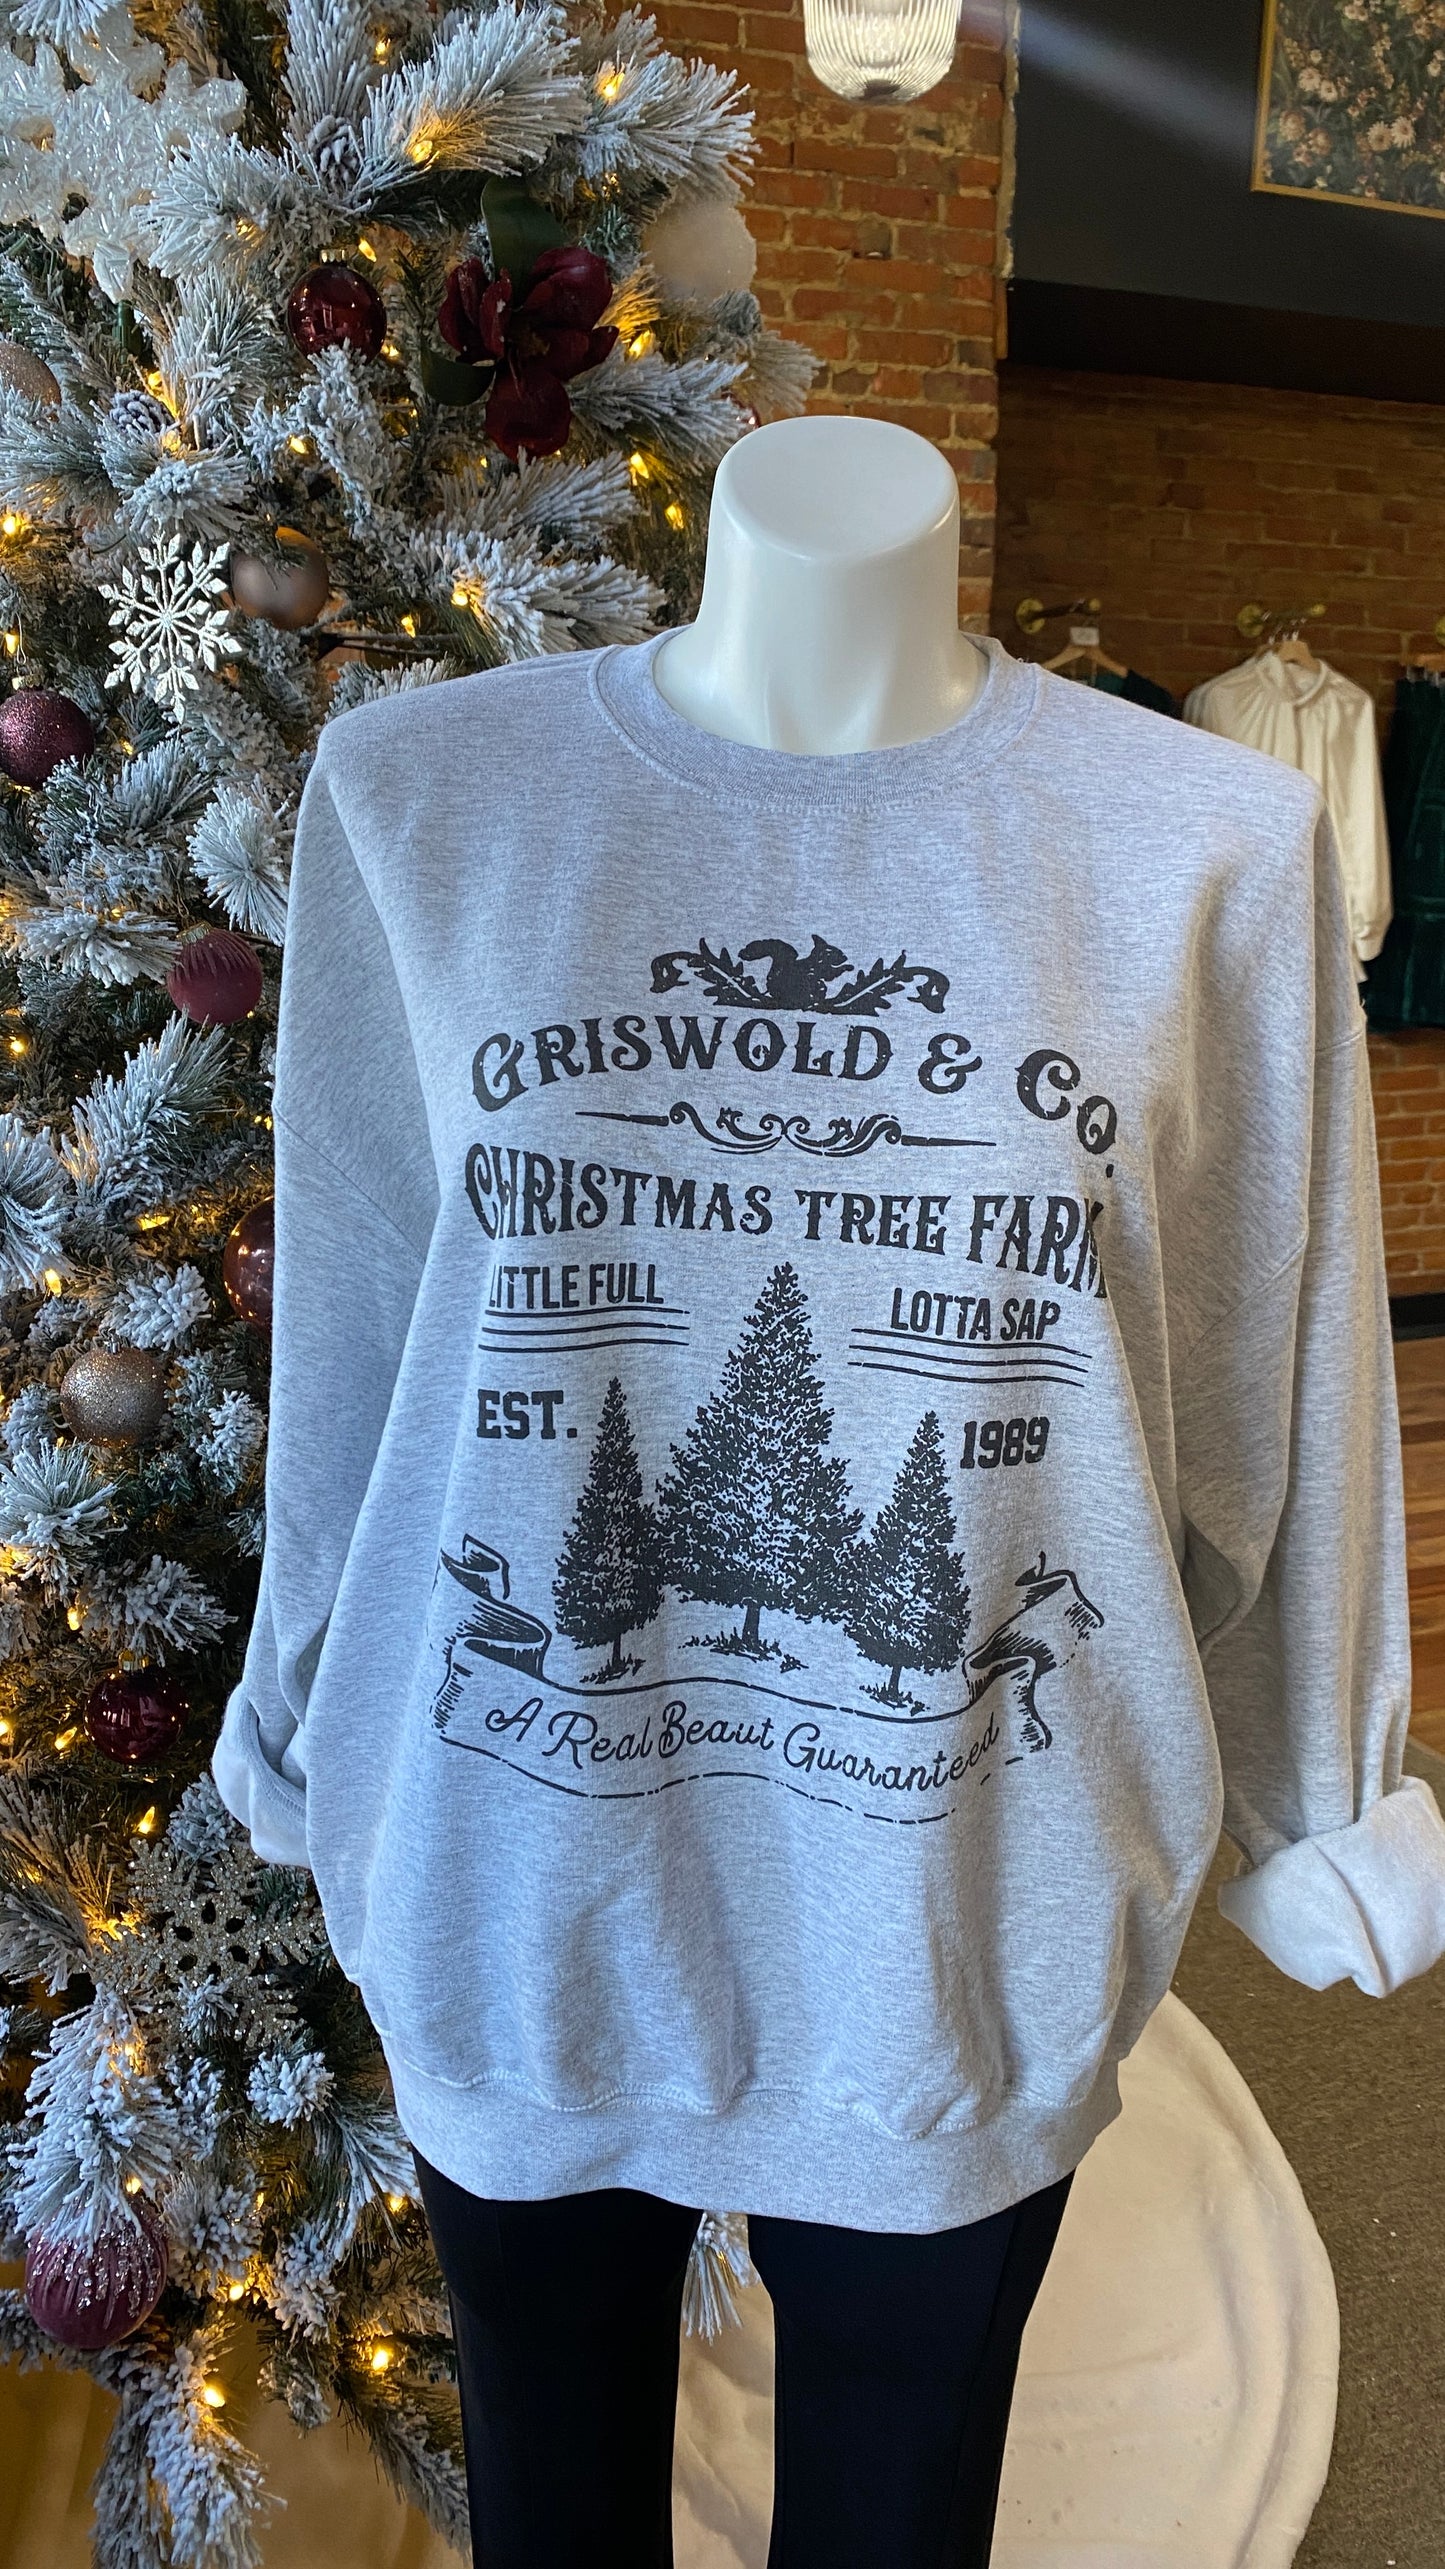 GRISWOLD & CO.
CHRISTMAS TREE FARM
LITTLE FULL LOTTA SAP
EST. 1989
A Real Beaut Guaranteed